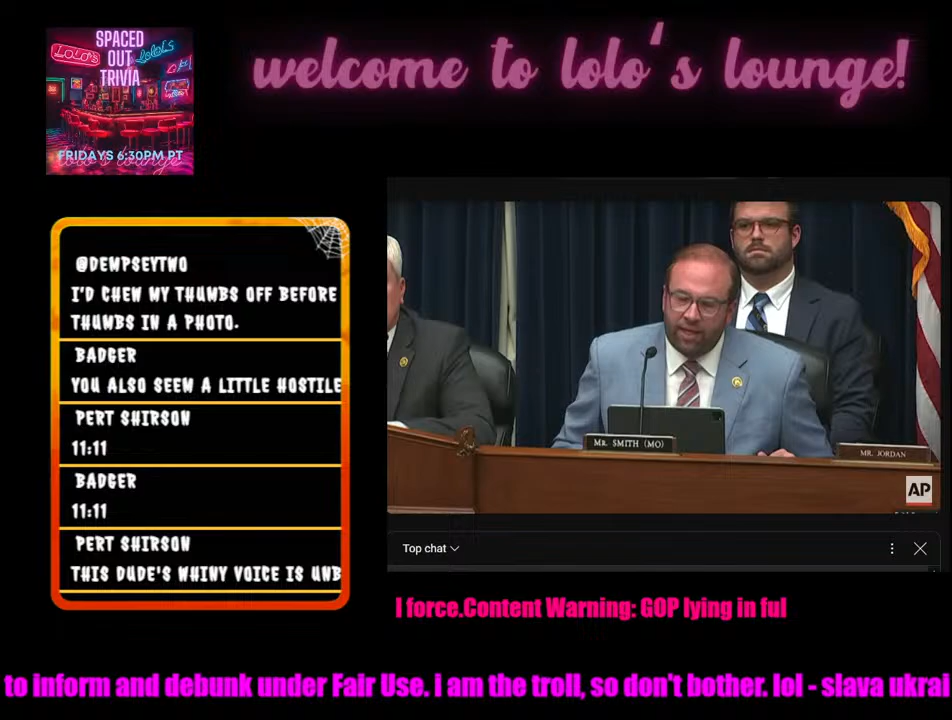 SPACED
OUT
TRIVIA
LOLO'S
FRIDAYS 6:30PM PT
lolo's lounge
welcome to lolo's lounge!
@DEMPSEYTWO
I'D CHEW MY THUMBS OFF BEFORE
THUMBS IN A PHOTO.
BADGER
YOU ALSO SEEM A LITTLE HOSTILE
PERT SHIRSON
11:11
BADGER
11:11
PERT SHIRSON
THIS DUDE'S WHINY VOICE IS UNB
MR. SMITH (MO)
MR. JORDAN
AP
Top chat
l force.Content Warning: GOP lying in ful
to inform and debunk under Fair Use. i am the troll, so don't bother. lol - slava ukrai